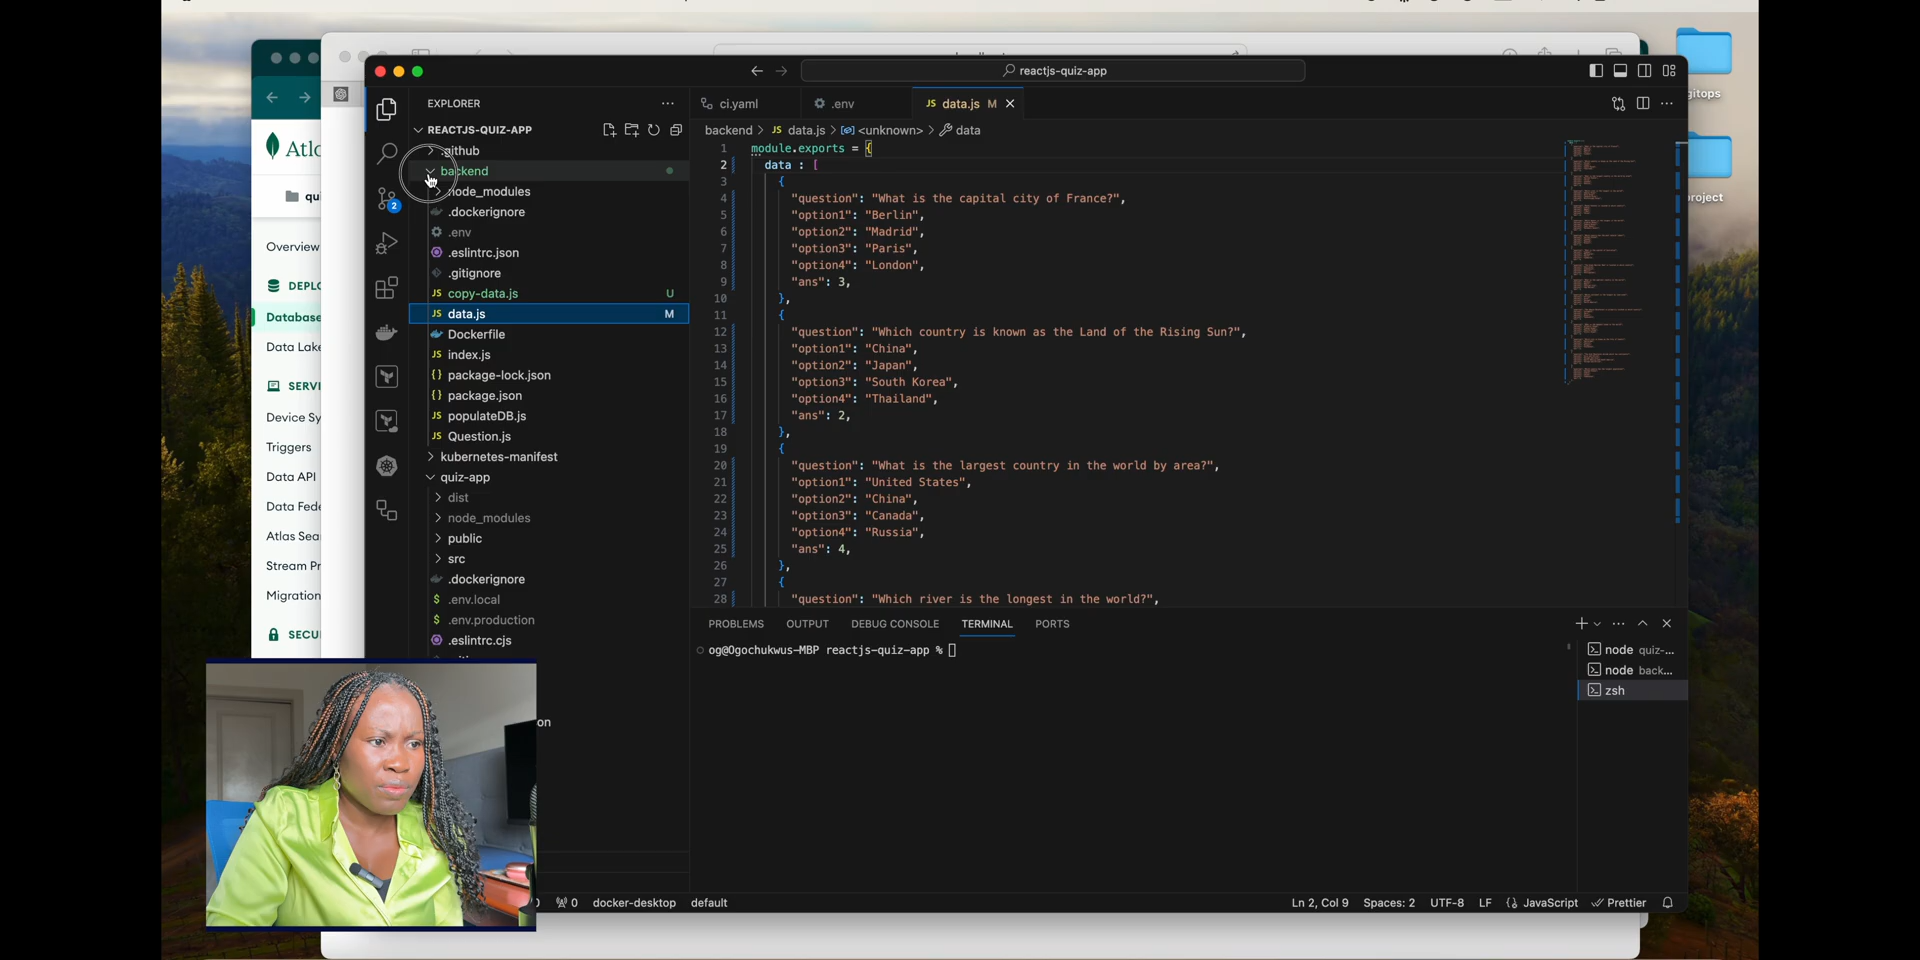 Atl
qu
Overview
DEPL
Database
Data Lake
SERVI
Device Sy
Triggers
Data API
Data Fede
Atlas Sea
Stream Pr
Migration
SECU
reactjs-quiz-app
EXPLORER
REACTJS-QUIZ-APP
.github
backend
node_modules
.dockerignore
.env
.eslintrc.json
.gitignore
copy-data.js U
data.js M
Dockerfile
index.js
package-lock.json
package.json
populateDB.js
Question.js
kubernetes-manifest
quiz-app
dist
node_modules
public
src
.dockerignore
.env.local
.env.production
.eslintrc.cjs
on
2
ci.yaml .env JS data.js M
backend > JS data.js > <unknown> > data
1 module.exports = {
2 data : [
3 {
4 "question": "What is the capital city of France?",
5 "option1": "Berlin",
6 "option2": "Madrid",
7 "option3": "Paris",
8 "option4": "London",
9 "ans": 3,
10 },
11 {
12 "question": "Which country is known as the Land of the Rising Sun?",
13 "option1": "China",
14 "option2": "Japan",
15 "option3": "South Korea",
16 "option4": "Thailand",
17 "ans": 2,
18 },
19 {
20 "question": "What is the largest country in the world by area?",
21 "option1": "United States",
22 "option2": "China",
23 "option3": "Canada",
24 "option4": "Russia",
25 "ans": 4,
26 },
27 {
28 "question": "Which river is the longest in the world?",
PROBLEMS OUTPUT DEBUG CONSOLE TERMINAL PORTS
og@Ogochukwus-MBP reactjs-quiz-app %
node quiz-...
node back...
zsh
0 docker-desktop default
Ln 2, Col 9 Spaces: 2 UTF-8 LF {} JavaScript Prettier
gitops
roject